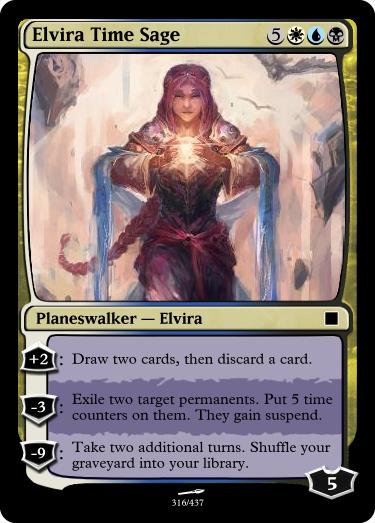 Elvira Time Sage 5
Planeswalker — Elvira
+2: Draw two cards, then discard a card.
-3: Exile two target permanents. Put 5 time
counters on them. They gain suspend.
-9: Take two additional turns. Shuffle your
graveyard into your library.
5
316/437